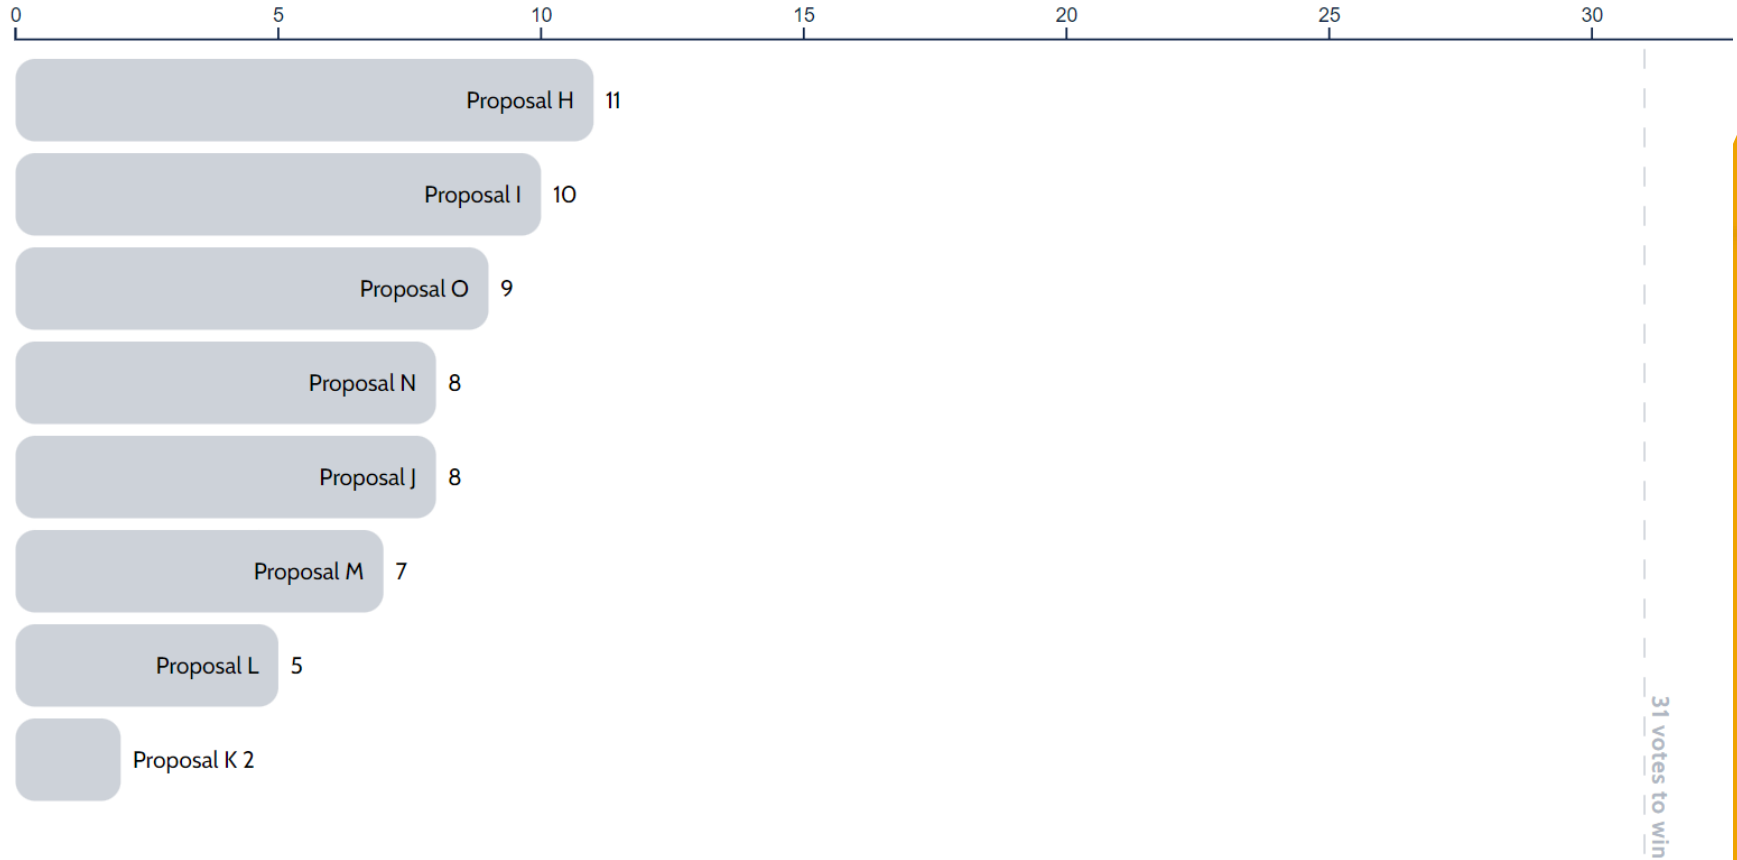 0 5 10 15 20 25 30
Proposal H 11
Proposal I 10
Proposal O 9
Proposal N 8
Proposal J 8
Proposal M 7
Proposal L 5
Proposal K 2
31 votes to win